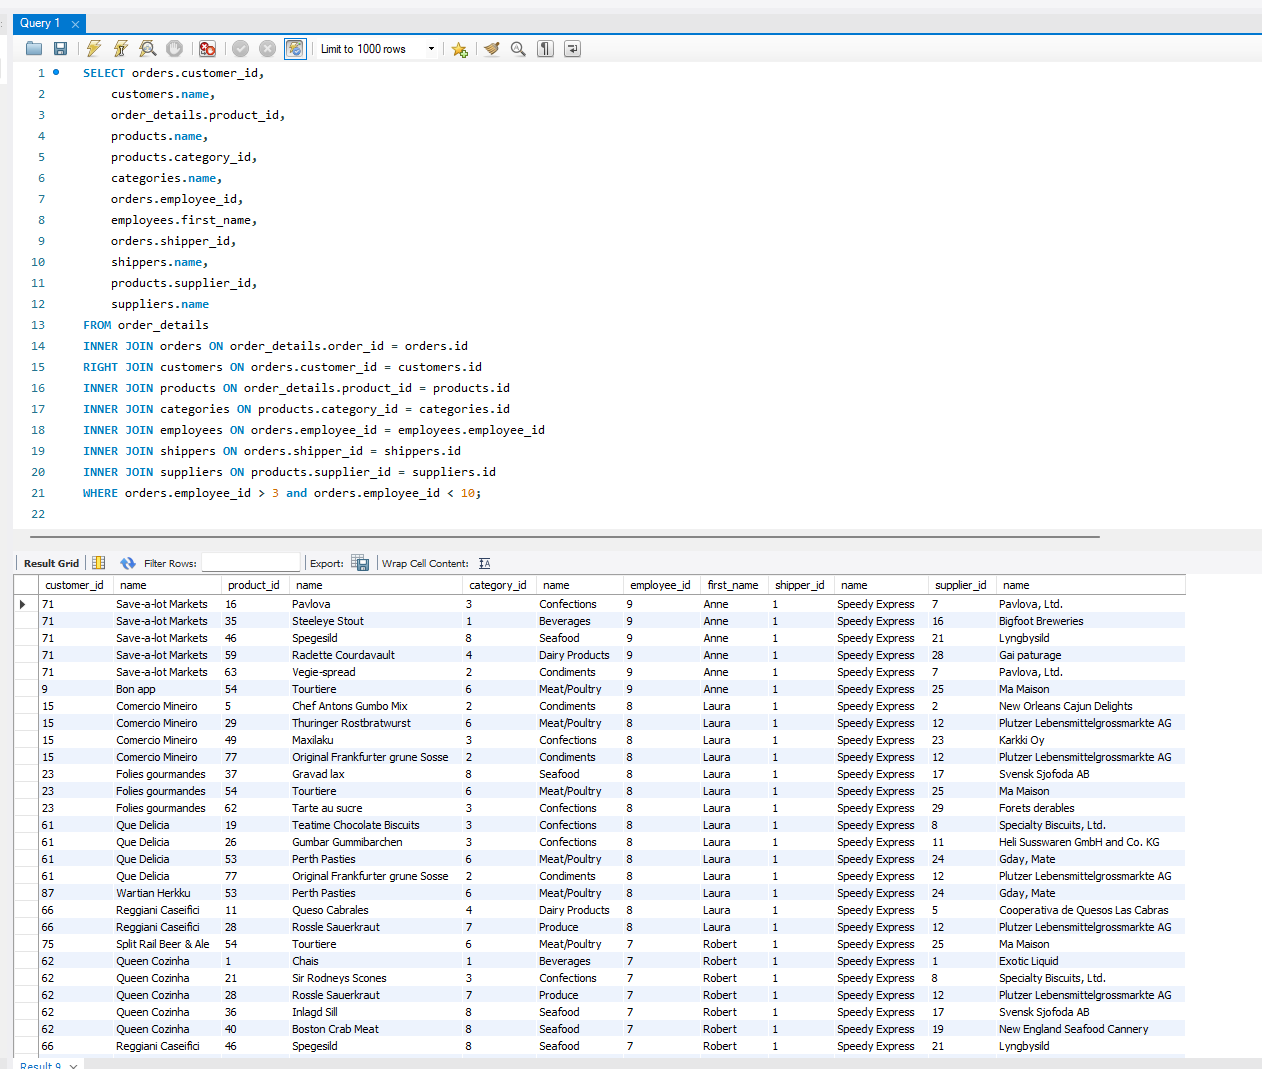 Query 1
Limit to 1000 rows
1 SELECT orders.customer_id,
2 customers.name,
3 order_details.product_id,
4 products.name,
5 products.category_id,
6 categories.name,
7 orders.employee_id,
8 employees.first_name,
9 orders.shipper_id,
10 shippers.name,
11 products.supplier_id,
12 suppliers.name
13 FROM order_details
14 INNER JOIN orders ON order_details.order_id = orders.id
15 RIGHT JOIN customers ON orders.customer_id = customers.id
16 INNER JOIN products ON order_details.product_id = products.id
17 INNER JOIN categories ON products.category_id = categories.id
18 INNER JOIN employees ON orders.employee_id = employees.employee_id
19 INNER JOIN shippers ON orders.shipper_id = shippers.id
20 INNER JOIN suppliers ON products.supplier_id = suppliers.id
21 WHERE orders.employee_id > 3 and orders.employee_id < 10;
22
Result Grid Filter Rows: Export: Wrap Cell Content:
customer_id name product_id name category_id name employee_id first_name shipper_id name supplier_id name
71 Save-a-lot Markets 16 Pavlova 3 Confections 9 Anne 1 Speedy Express 7 Pavlova, Ltd.
71 Save-a-lot Markets 35 Steeleye Stout 1 Beverages 9 Anne 1 Speedy Express 16 Bigfoot Breweries
71 Save-a-lot Markets 46 Spegesild 8 Seafood 9 Anne 1 Speedy Express 21 Lyngbysild
71 Save-a-lot Markets 59 Raclette Courdavault 4 Dairy Products 9 Anne 1 Speedy Express 28 Gai paturage
71 Save-a-lot Markets 63 Vegie-spread 2 Condiments 9 Anne 1 Speedy Express 7 Pavlova, Ltd.
9 Bon app 54 Tourtiere 6 Meat/Poultry 9 Anne 1 Speedy Express 25 Ma Maison
15 Comercio Mineiro 5 Chef Antons Gumbo Mix 2 Condiments 8 Laura 1 Speedy Express 2 New Orleans Cajun Delights
15 Comercio Mineiro 29 Thuringer Rostbratwurst 6 Meat/Poultry 8 Laura 1 Speedy Express 12 Plutzer Lebensmittelgrossmarkte AG
15 Comercio Mineiro 49 Maxilaku 3 Confections 8 Laura 1 Speedy Express 23 Karkki Oy
15 Comercio Mineiro 77 Original Frankfurter grune Sosse 2 Condiments 8 Laura 1 Speedy Express 12 Plutzer Lebensmittelgrossmarkte AG
23 Folies gourmandes 37 Gravad lax 8 Seafood 8 Laura 1 Speedy Express 17 Svensk Sjofoda AB
23 Folies gourmandes 54 Tourtiere 6 Meat/Poultry 8 Laura 1 Speedy Express 25 Ma Maison
23 Folies gourmandes 62 Tarte au sucre 3 Confections 8 Laura 1 Speedy Express 29 Forets derables
61 Que Delicia 19 Teatime Chocolate Biscuits 3 Confections 8 Laura 1 Speedy Express 8 Specialty Biscuits, Ltd.
61 Que Delicia 26 Gumbar Gummibarchen 3 Confections 8 Laura 1 Speedy Express 11 Heli Susswaren GmbH and Co. KG
61 Que Delicia 53 Perth Pasties 6 Meat/Poultry 8 Laura 1 Speedy Express 24 Gday, Mate
61 Que Delicia 77 Original Frankfurter grune Sosse 2 Condiments 8 Laura 1 Speedy Express 12 Plutzer Lebensmittelgrossmarkte AG
87 Wartian Herkku 53 Perth Pasties 6 Meat/Poultry 8 Laura 1 Speedy Express 24 Gday, Mate
66 Reggiani Caseifici 11 Queso Cabrales 4 Dairy Products 8 Laura 1 Speedy Express 5 Cooperativa de Quesos Las Cabras
66 Reggiani Caseifici 28 Rossle Sauerkraut 7 Produce 8 Laura 1 Speedy Express 12 Plutzer Lebensmittelgrossmarkte AG
75 Split Rail Beer & Ale 54 Tourtiere 6 Meat/Poultry 7 Robert 1 Speedy Express 25 Ma Maison
62 Queen Cozinha 1 Chais 1 Beverages 7 Robert 1 Speedy Express 1 Exotic Liquid
62 Queen Cozinha 21 Sir Rodneys Scones 3 Confections 7 Robert 1 Speedy Express 8 Specialty Biscuits, Ltd.
62 Queen Cozinha 28 Rossle Sauerkraut 7 Produce 7 Robert 1 Speedy Express 12 Plutzer Lebensmittelgrossmarkte AG
62 Queen Cozinha 36 Inlagd Sill 8 Seafood 7 Robert 1 Speedy Express 17 Svensk Sjofoda AB
62 Queen Cozinha 40 Boston Crab Meat 8 Seafood 7 Robert 1 Speedy Express 19 New England Seafood Cannery
66 Reggiani Caseifici 46 Spegesild 8 Seafood 7 Robert 1 Speedy Express 21 Lyngbysild
Result 9